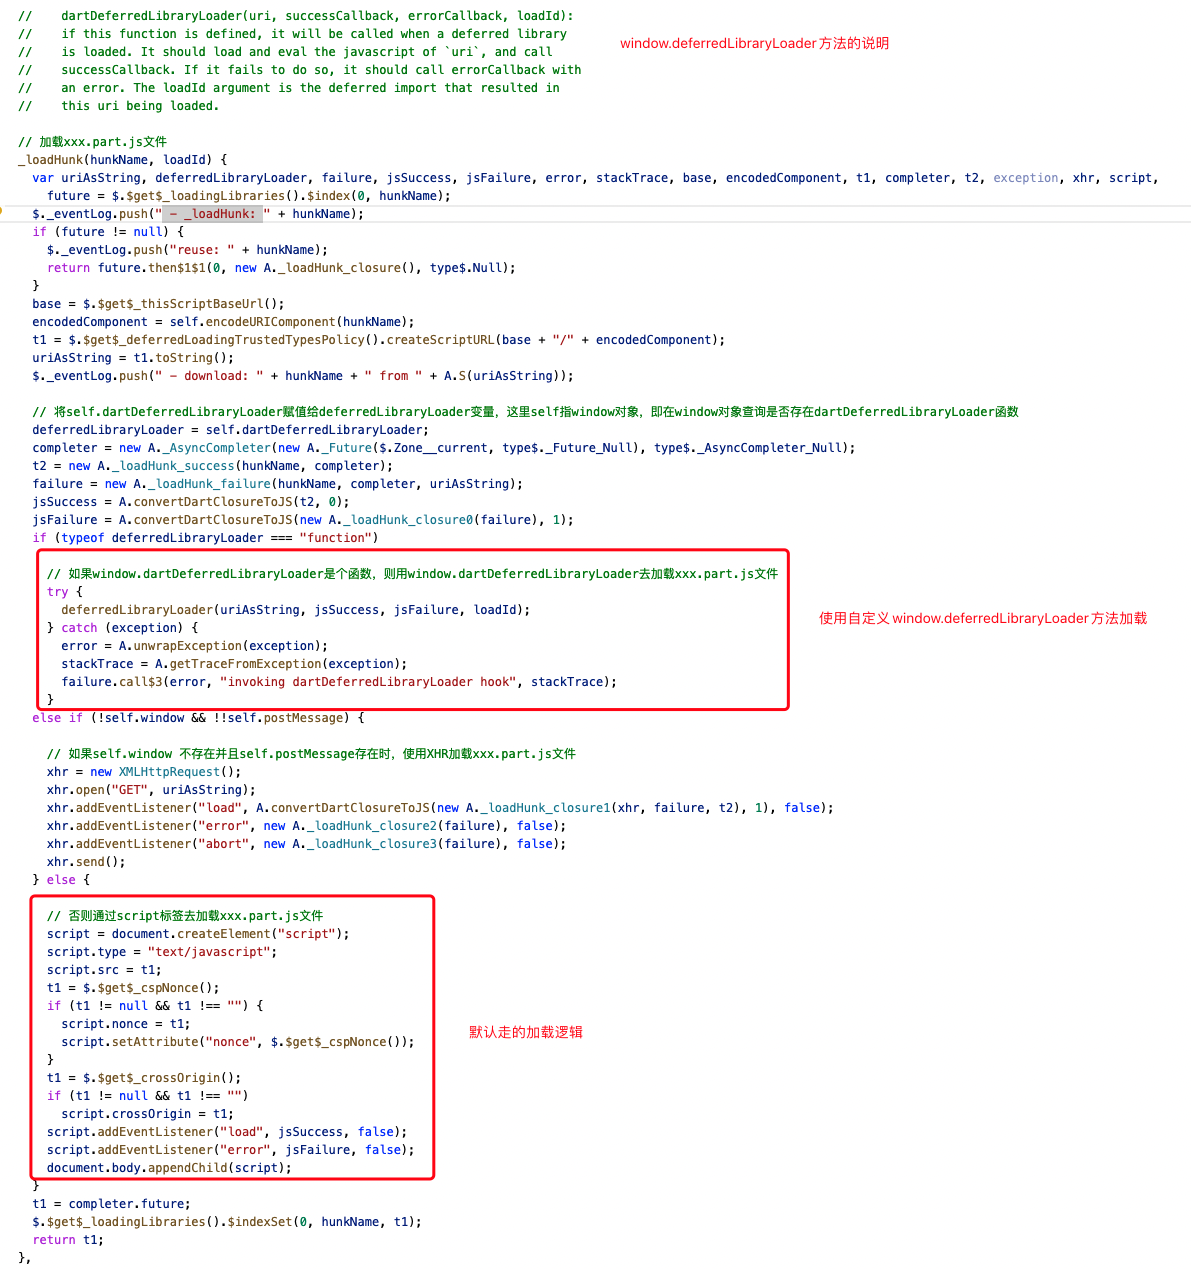 //    dartDeferredLibraryLoader(uri, successCallback, errorCallback, loadId):
//    if this function is defined, it will be called when a deferred library
window.deferredLibraryLoader方法的说明
//    is loaded. It should load and eval the javascript of `uri`, and call
//    successCallback. If it fails to do so, it should call errorCallback with
//    an error. The loadId argument is the deferred import that resulted in
//    this uri being loaded.
// 加载xxx.part.js文件
_loadHunk(hunkName, loadId) {
  var uriAsString, deferredLibraryLoader, failure, jsSuccess, jsFailure, error, stackTrace, base, encodedComponent, t1, completer, t2, exception, xhr, script,
    future = $.$get$_loadingLibraries().$index(0, hunkName);
  $._eventLog.push(" - _loadHunk: " + hunkName);
  if (future != null) {
    $._eventLog.push("reuse: " + hunkName);
    return future.then$1$1(0, new A._loadHunk_closure(), type$.Null);
  }
  base = $.$get$_thisScriptBaseUrl();
  encodedComponent = self.encodeURIComponent(hunkName);
  t1 = $.$get$_deferredLoadingTrustedTypesPolicy().createScriptURL(base + "/" + encodedComponent);
  uriAsString = t1.toString();
  $._eventLog.push(" - download: " + hunkName + " from " + A.S(uriAsString));
  // 将self.dartDeferredLibraryLoader赋值给deferredLibraryLoader变量，这里self指window对象，即在window对象查询是否存在dartDeferredLibraryLoader函数
  deferredLibraryLoader = self.dartDeferredLibraryLoader;
  completer = new A._AsyncCompleter(new A._Future($.Zone__current, type$._Future_Null), type$._AsyncCompleter_Null);
  t2 = new A._loadHunk_success(hunkName, completer);
  failure = new A._loadHunk_failure(hunkName, completer, uriAsString);
  jsSuccess = A.convertDartClosureToJS(t2, 0);
  jsFailure = A.convertDartClosureToJS(new A._loadHunk_closure0(failure), 1);
  if (typeof deferredLibraryLoader === "function")
    // 如果window.dartDeferredLibraryLoader是个函数，则用window.dartDeferredLibraryLoader去加载xxx.part.js文件
    try {
      deferredLibraryLoader(uriAsString, jsSuccess, jsFailure, loadId);
使用自定义window.deferredLibraryLoader方法加载
    } catch (exception) {
      error = A.unwrapException(exception);
      stackTrace = A.getTraceFromException(exception);
      failure.call$3(error, "invoking dartDeferredLibraryLoader hook", stackTrace);
    }
  else if (!self.window && !!self.postMessage) {
    // 如果self.window 不存在并且self.postMessage存在时，使用XHR加载xxx.part.js文件
    xhr = new XMLHttpRequest();
    xhr.open("GET", uriAsString);
    xhr.addEventListener("load", A.convertDartClosureToJS(new A._loadHunk_closure1(xhr, failure, t2), 1), false);
    xhr.addEventListener("error", new A._loadHunk_closure2(failure), false);
    xhr.addEventListener("abort", new A._loadHunk_closure3(failure), false);
    xhr.send();
  } else {
    // 否则通过script标签去加载xxx.part.js文件
    script = document.createElement("script");
    script.type = "text/javascript";
    script.src = t1;
    t1 = $.$get$_cspNonce();
    if (t1 != null && t1 !== "") {
      script.nonce = t1;
默认走的加载逻辑
      script.setAttribute("nonce", $.$get$_cspNonce());
    }
    t1 = $.$get$_crossOrigin();
    if (t1 != null && t1 !== "")
      script.crossOrigin = t1;
    script.addEventListener("load", jsSuccess, false);
    script.addEventListener("error", jsFailure, false);
    document.body.appendChild(script);
  }
  t1 = completer.future;
  $.$get$_loadingLibraries().$indexSet(0, hunkName, t1);
  return t1;
},